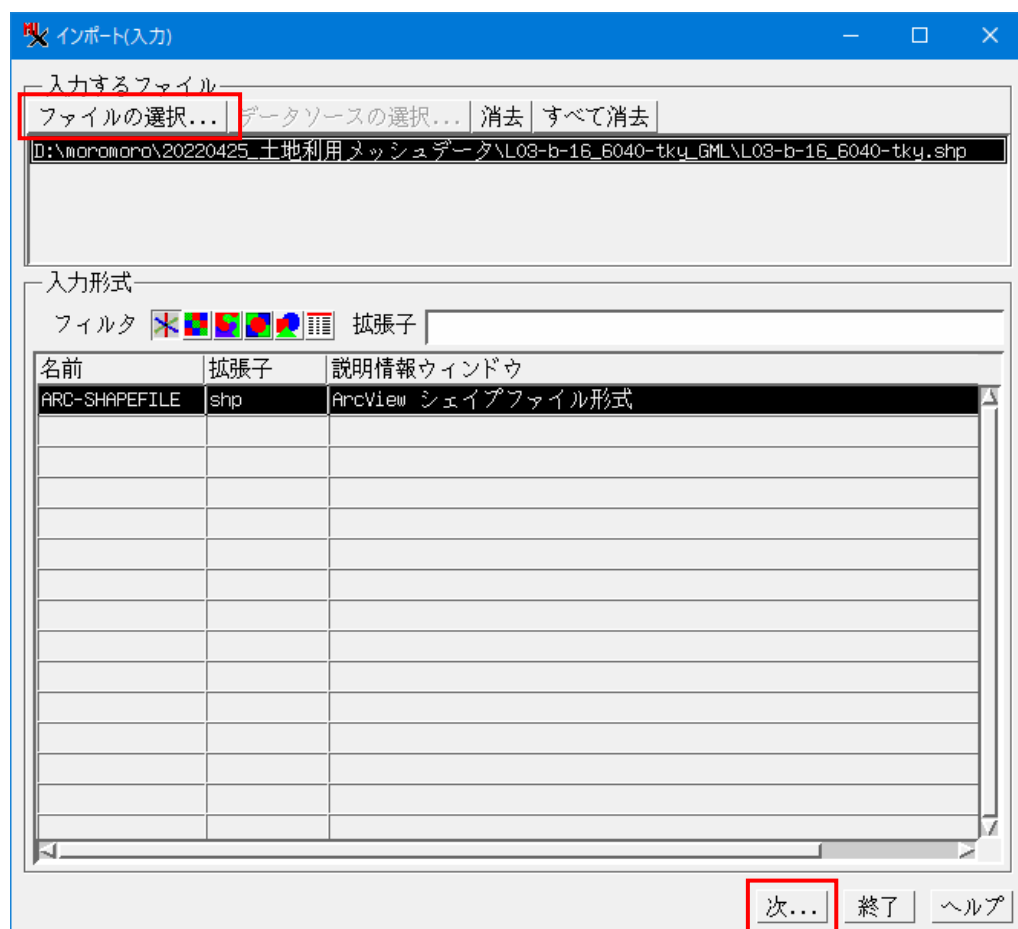 インポート(入力)
入力するファイル
ファイルの選択... データソースの選択... 消去 すべて消去
D:\moromoro\20220425_土地利用メッシュデータ\L03-b-16_6040-tky_GML\L03-b-16_6040-tky.shp
入力形式
フィルタ 拡張子
名前 拡張子 説明情報ウィンドウ
ARC-SHAPEFILE shp ArcView シェイプファイル形式
次... 終了 ヘルプ